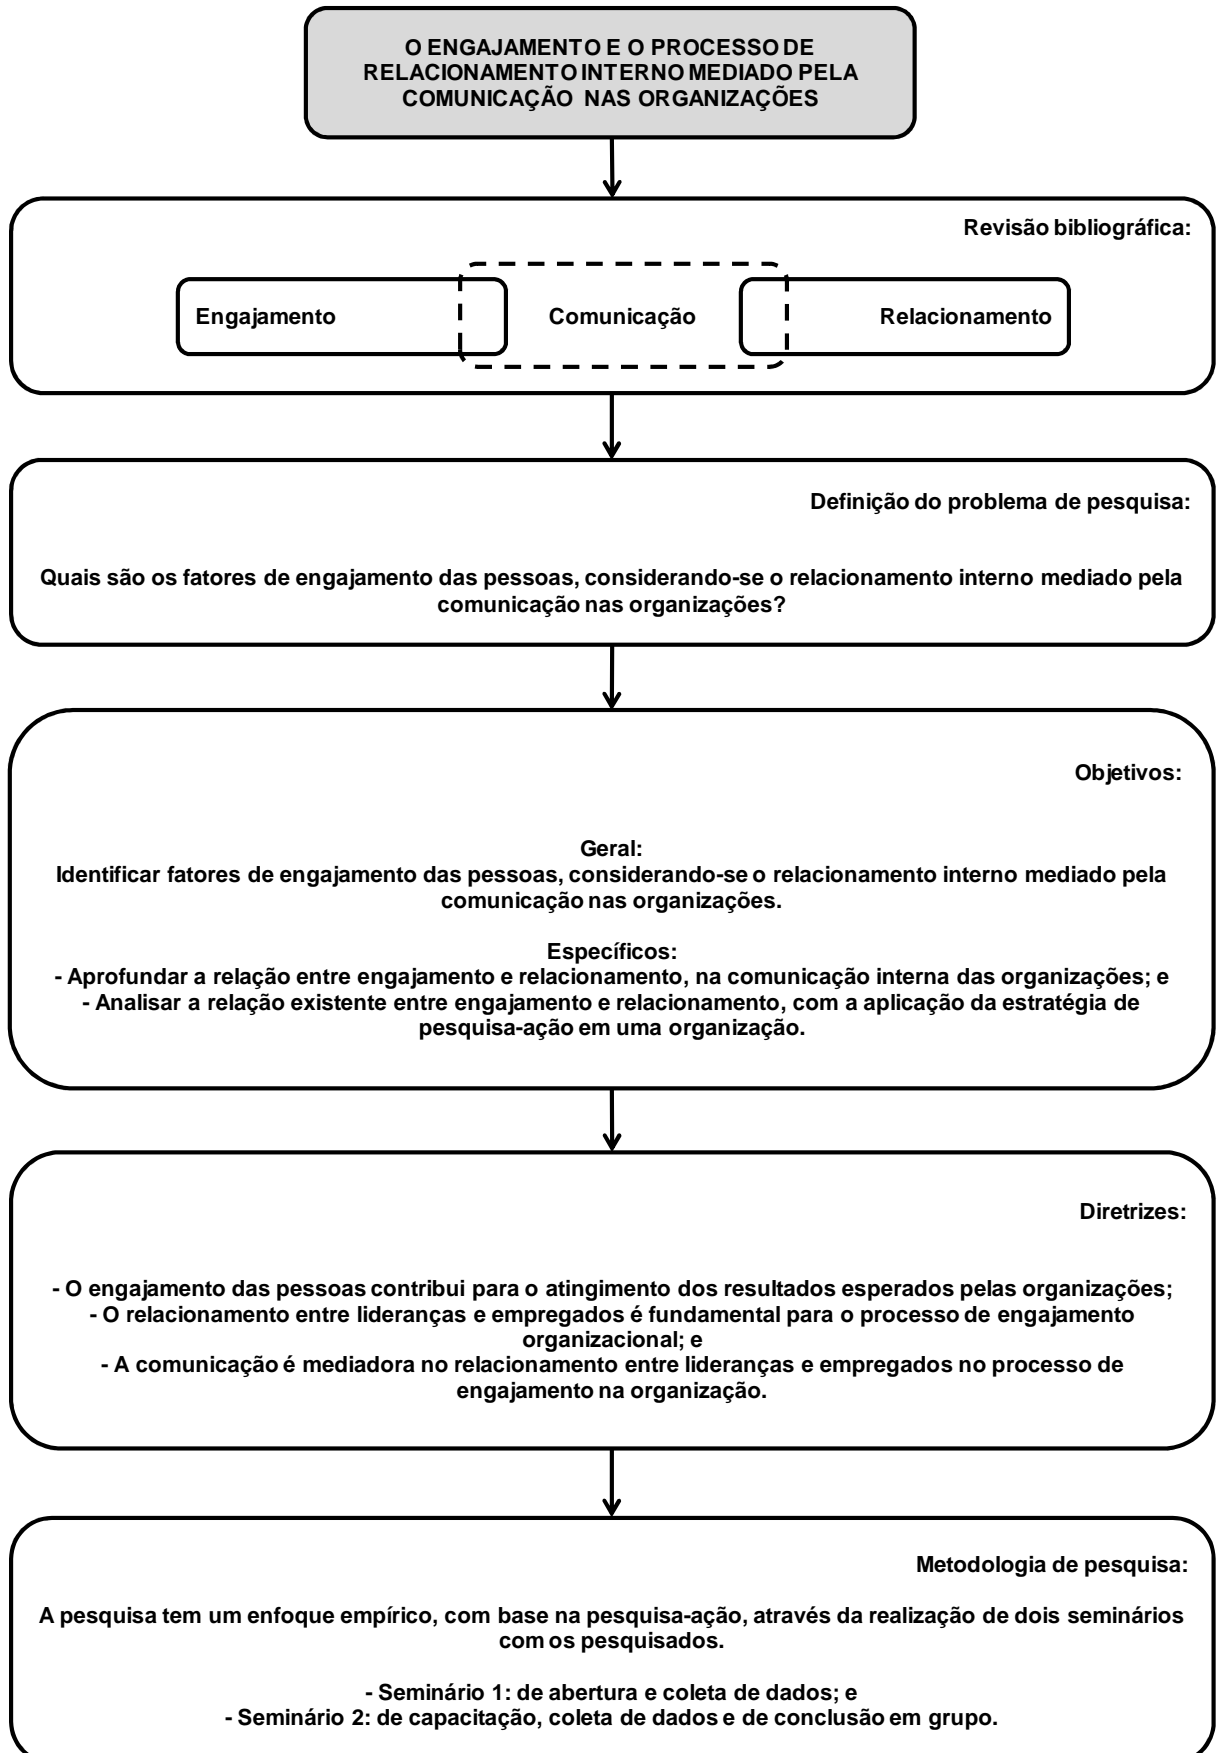 O ENGAJAMENTO E O PROCESSO DE
RELACIONAMENTO INTERNO MEDIADO PELA
COMUNICAÇÃO NAS ORGANIZAÇÕES
Revisão bibliográfica:
Engajamento Comunicação Relacionamento
Definição do problema de pesquisa:
Quais são os fatores de engajamento das pessoas, considerando-se o relacionamento interno mediado pela
comunicação nas organizações?
Objetivos:
Geral:
Identificar fatores de engajamento das pessoas, considerando-se o relacionamento interno mediado pela
comunicação nas organizações.
Específicos:
- Aprofundar a relação entre engajamento e relacionamento, na comunicação interna das organizações; e
- Analisar a relação existente entre engajamento e relacionamento, com a aplicação da estratégia de
pesquisa-ação em uma organização.
Diretrizes:
- O engajamento das pessoas contribui para o atingimento dos resultados esperados pelas organizações;
- O relacionamento entre lideranças e empregados é fundamental para o processo de engajamento
organizacional; e
- A comunicação é mediadora no relacionamento entre lideranças e empregados no processo de
engajamento na organização.
Metodologia de pesquisa:
A pesquisa tem um enfoque empírico, com base na pesquisa-ação, através da realização de dois seminários
com os pesquisados.
- Seminário 1: de abertura e coleta de dados; e
- Seminário 2: de capacitação, coleta de dados e de conclusão em grupo.